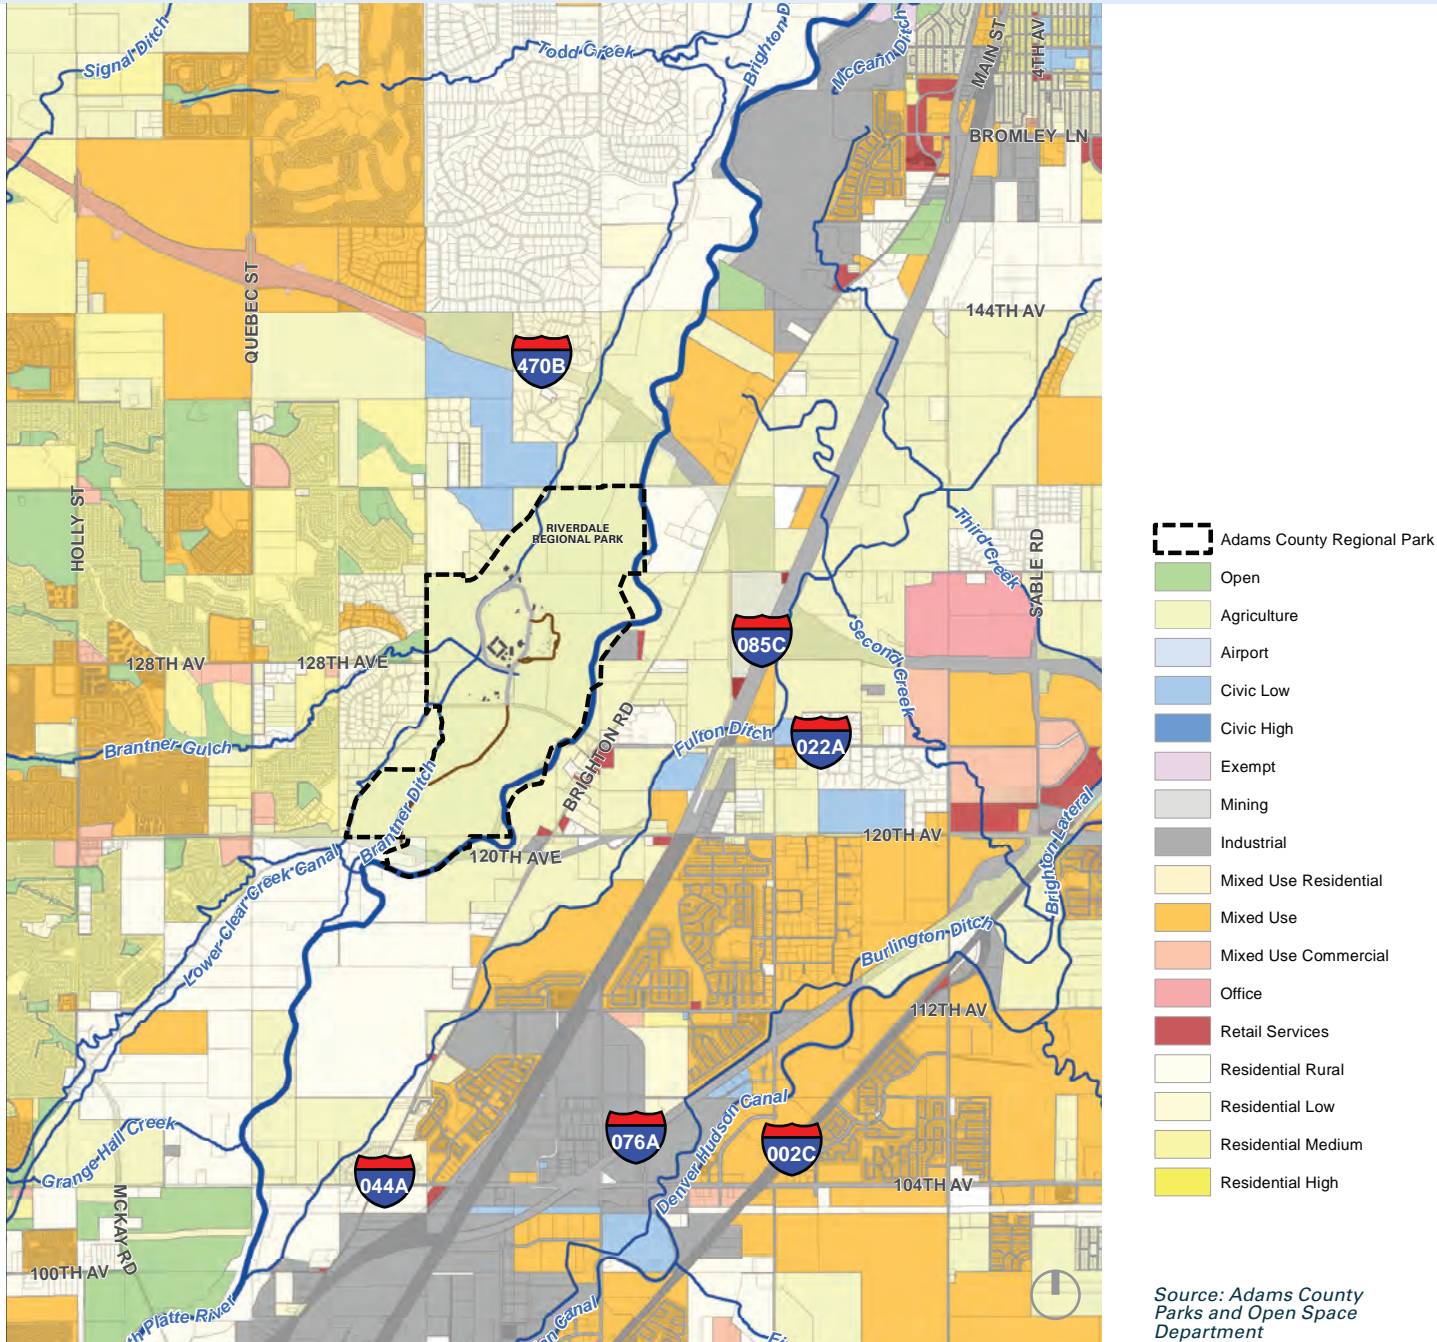 Signal Ditch
Todd Creek
Brighton D
McCann Ditch
MAIN ST
4TH AV
BROMLEY LN
QUEBEC ST
144TH AV
470B
HOLLY ST
RIVERDALE
REGIONAL PARK
Third Creek
SABLE RD
128TH AV
128TH AVE
085C
Second Creek
Brantner Gulch
BRIGHTON RD
Fulton Ditch
022A
Brantner Ditch
120TH AVE
120TH AV
Brighton Lateral
Lower Clear Creek Canal
Burlington Ditch
112TH AV
Grange Hall Creek
044A
076A
Denver Hudson Canal
002C
104TH AV
MCKAY RD
100TH AV
th Platte River
Canal
Adams County Regional Park
Open
Agriculture
Airport
Civic Low
Civic High
Exempt
Mining
Industrial
Mixed Use Residential
Mixed Use
Mixed Use Commercial
Office
Retail Services
Residential Rural
Residential Low
Residential Medium
Residential High
Source: Adams County
Parks and Open Space
Department